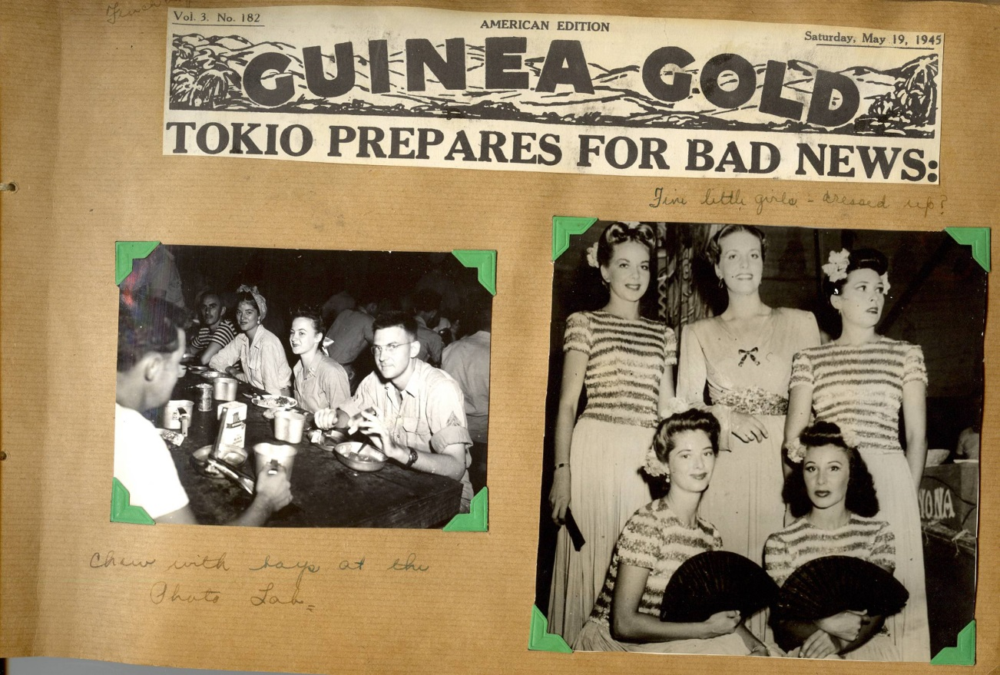 Vol. 3. No. 182
AMERICAN EDITION
Saturday, May 19, 1945
GUINEA GOLD
TOKIO PREPARES FOR BAD NEWS:
Five little girls - dressed up?
NONA
Chow with boys at the
Photo Lab.